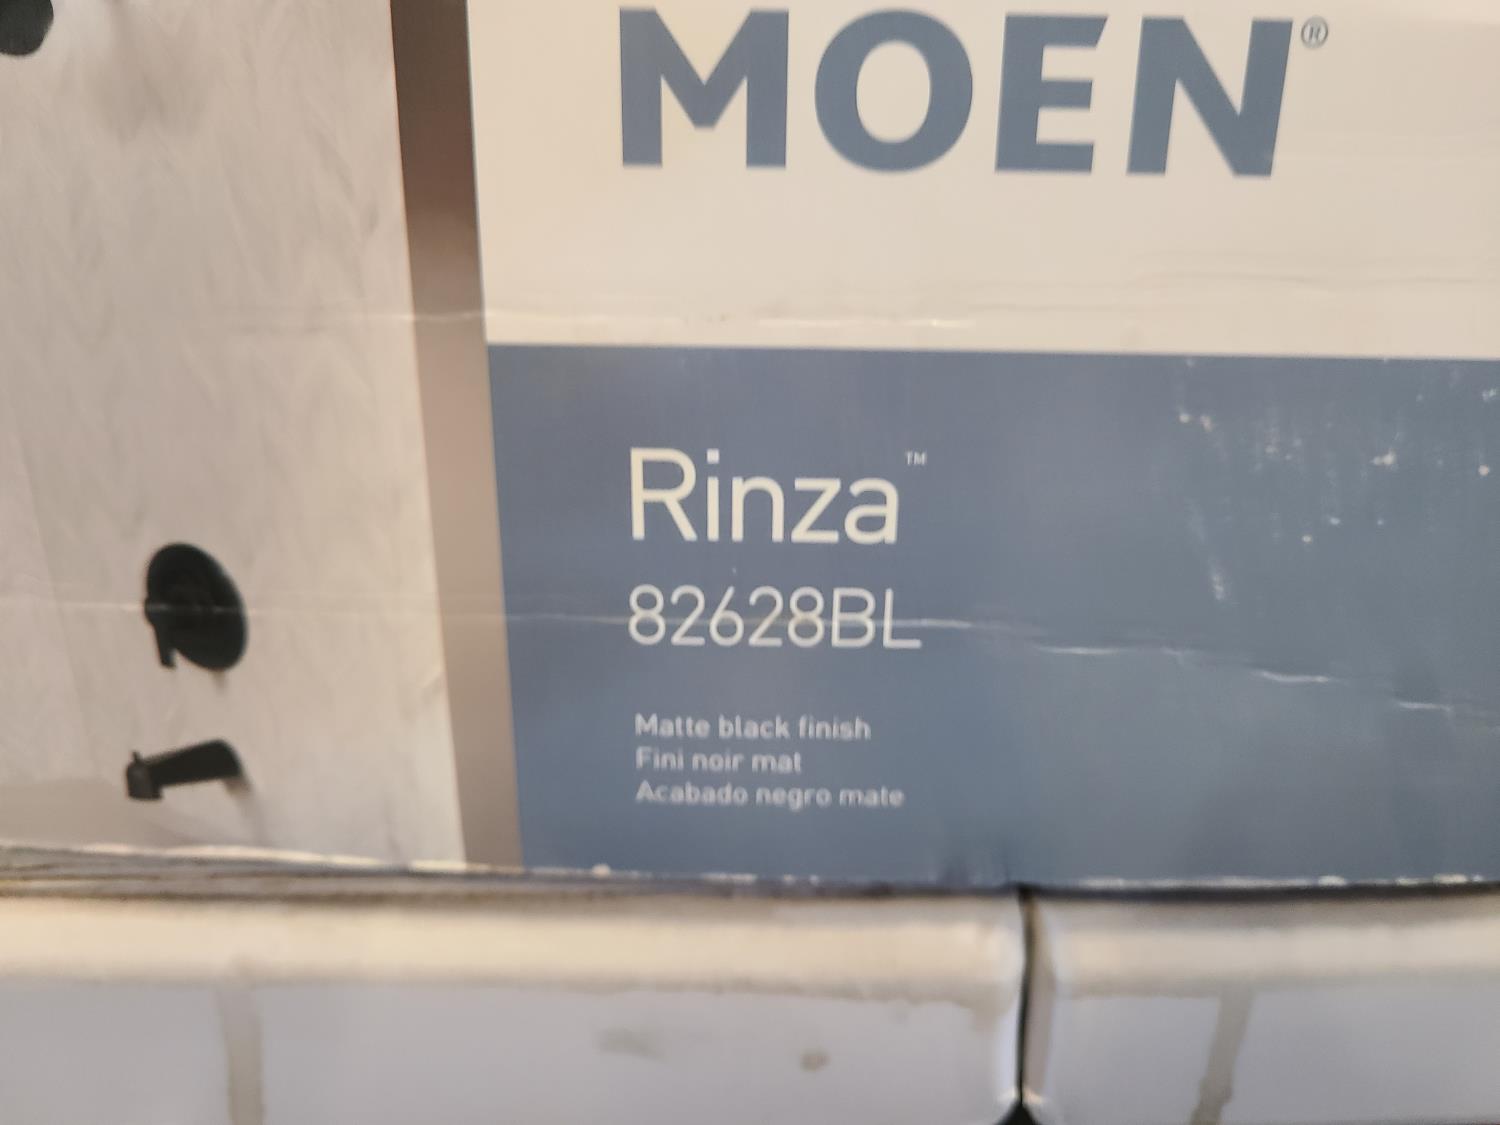 MOEN®
Rinza™
82628BL
Matte black finish
Fini noir mat
Acabado negro mate